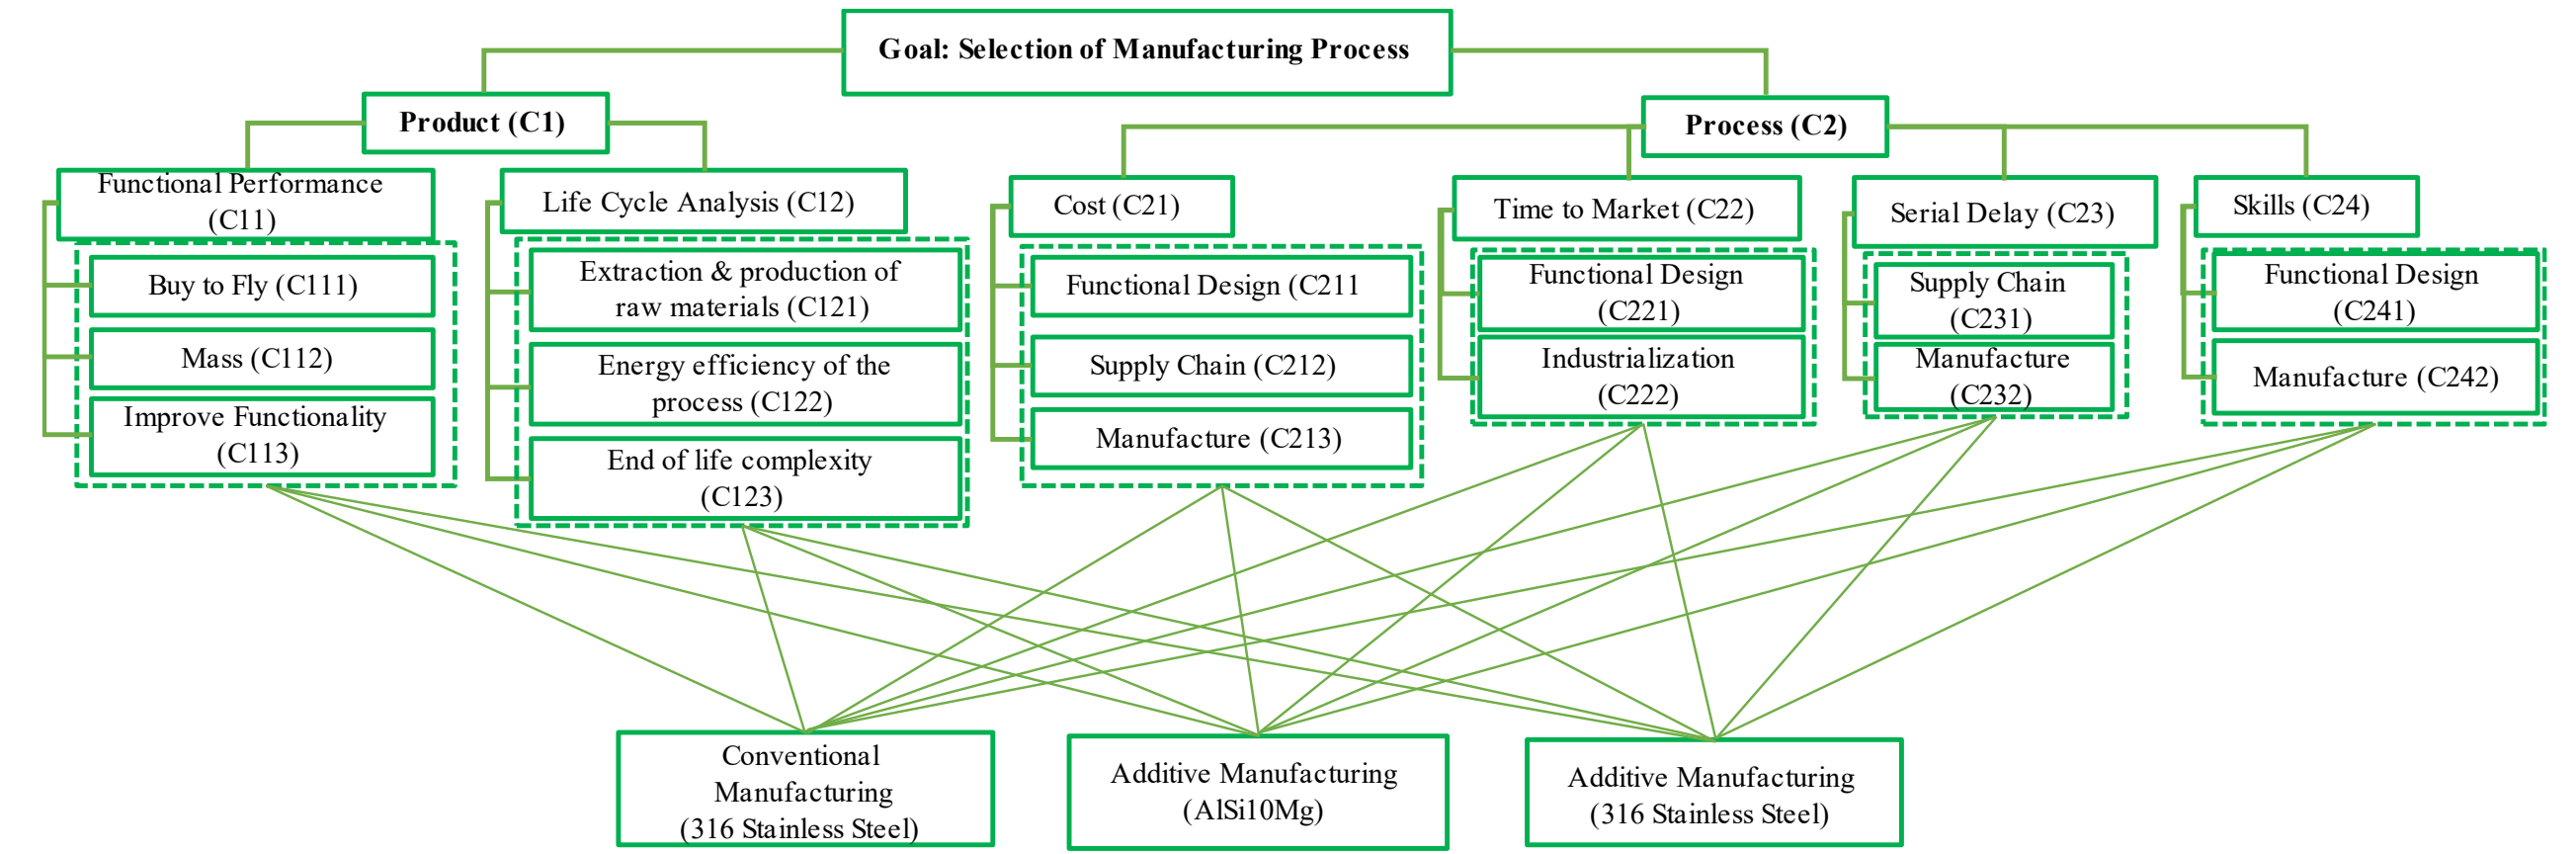 Goal: Selection of Manufacturing Process
Product (C1)
Process (C2)
Functional Performance
(C11)
Buy to Fly (C111)
Mass (C112)
Improve Functionality
(C113)
Life Cycle Analysis (C12)
Extraction & production of
raw materials (C121)
Energy efficiency of the
process (C122)
End of life complexity
(C123)
Cost (C21)
Functional Design (C211
Supply Chain (C212)
Manufacture (C213)
Time to Market (C22)
Functional Design
(C221)
Industrialization
(C222)
Serial Delay (C23)
Supply Chain
(C231)
Manufacture
(C232)
Skills (C24)
Functional Design
(C241)
Manufacture (C242)
Conventional
Manufacturing
(316 Stainless Steel)
Additive Manufacturing
(AlSi10Mg)
Additive Manufacturing
(316 Stainless Steel)